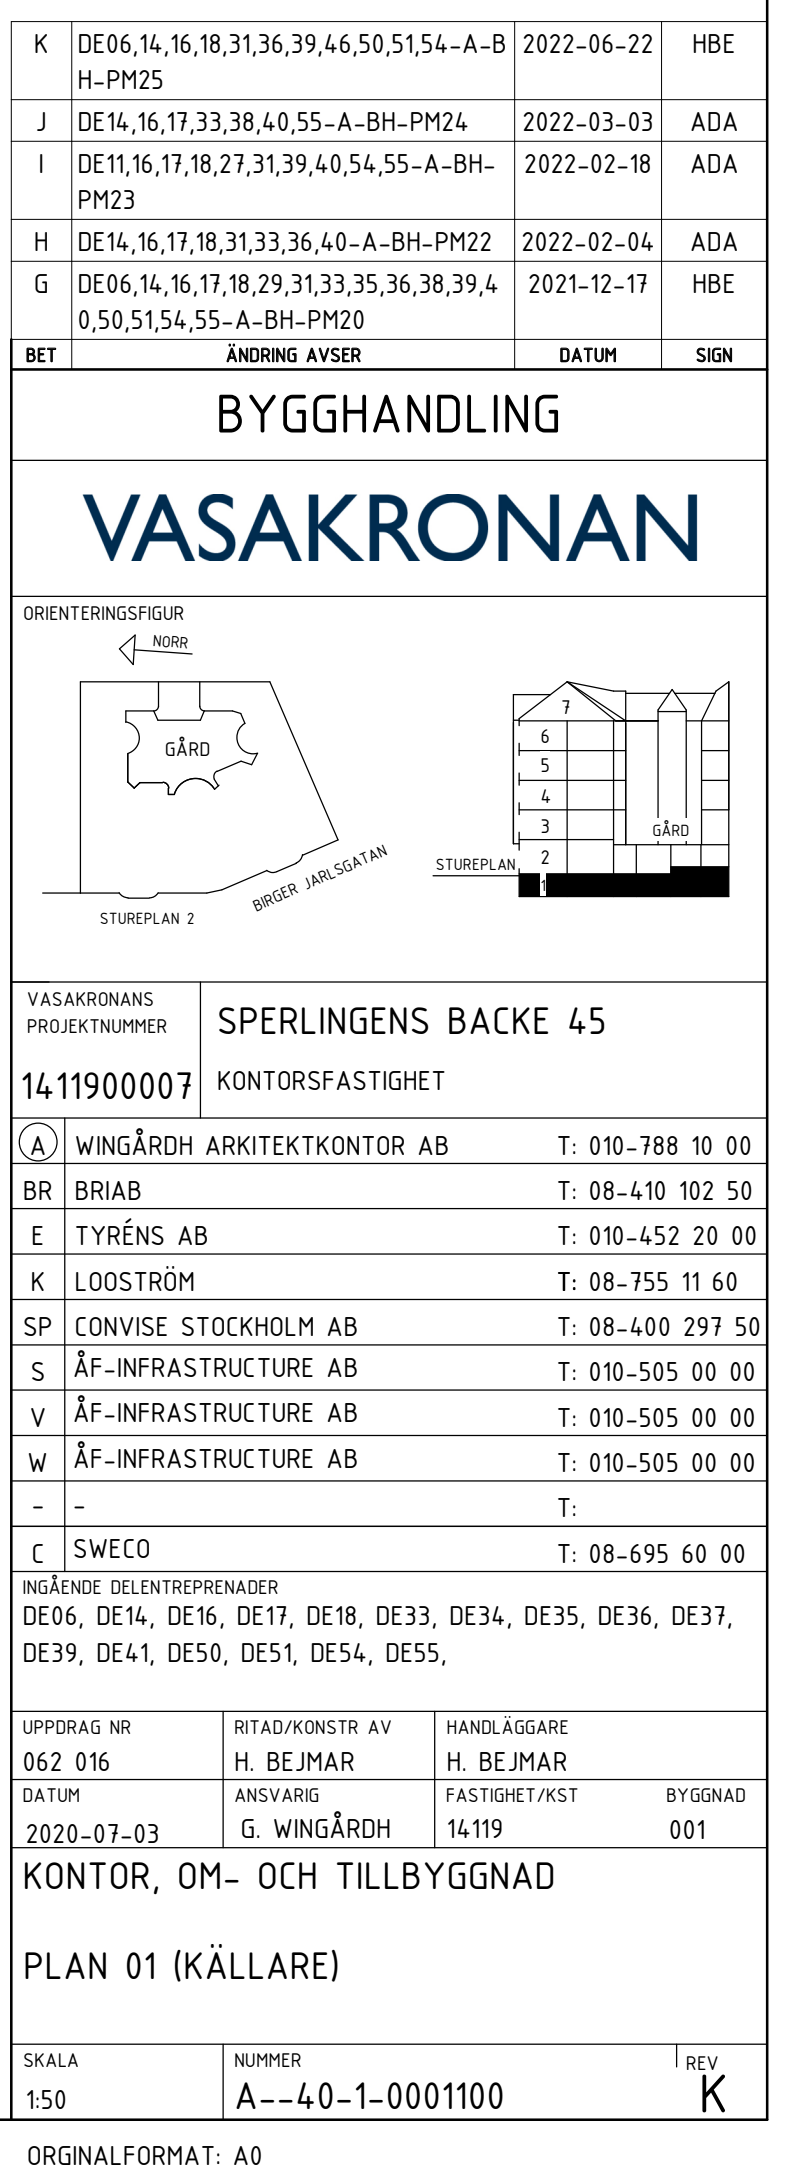 K DE06,14,16,18,31,36,39,46,50,51,54-A-B 2022-06-22 HBE
H-PM25
J DE14,16,17,33,38,40,55-A-BH-PM24 2022-03-03 ADA
I DE11,16,17,18,27,31,39,40,54,55-A-BH- 2022-02-18 ADA
PM23
H DE14,16,17,18,31,33,36,40-A-BH-PM22 2022-02-04 ADA
G DE06,14,16,17,18,29,31,33,35,36,38,39,4 2021-12-17 HBE
0,50,51,54,55-A-BH-PM20
BET ÄNDRING AVSER DATUM SIGN
BYGGHANDLING
VASAKRONAN
ORIENTERINGSFIGUR
NORR
GÅRD
BIRGER JARLSGATAN
STUREPLAN 2
7
6
5
4
3
GÅRD
2
STUREPLAN
1
VASAKRONANS
PROJEKTNUMMER
1411900007
SPERLINGENS BACKE 45
KONTORSFASTIGHET
A WINGÅRDH ARKITEKTKONTOR AB T: 010-788 10 00
BR BRIAB T: 08-410 102 50
E TYRÉNS AB T: 010-452 20 00
K LOOSTRÖM T: 08-755 11 60
SP CONVISE STOCKHOLM AB T: 08-400 297 50
S ÅF-INFRASTRUCTURE AB T: 010-505 00 00
V ÅF-INFRASTRUCTURE AB T: 010-505 00 00
W ÅF-INFRASTRUCTURE AB T: 010-505 00 00
- - T:
C SWECO T: 08-695 60 00
INGÅENDE DELENTREPRENADER
DE06, DE14, DE16, DE17, DE18, DE33, DE34, DE35, DE36, DE37,
DE39, DE41, DE50, DE51, DE54, DE55,
UPPDRAG NR RITAD/KONSTR AV HANDLÄGGARE
062 016 H. BEJMAR H. BEJMAR
DATUM ANSVARIG FASTIGHET/KST BYGGNAD
2020-07-03 G. WINGÅRDH 14119 001
KONTOR, OM- OCH TILLBYGGNAD
PLAN 01 (KÄLLARE)
SKALA NUMMER REV
1:50 A--40-1-0001100 K
ORGINALFORMAT: A0